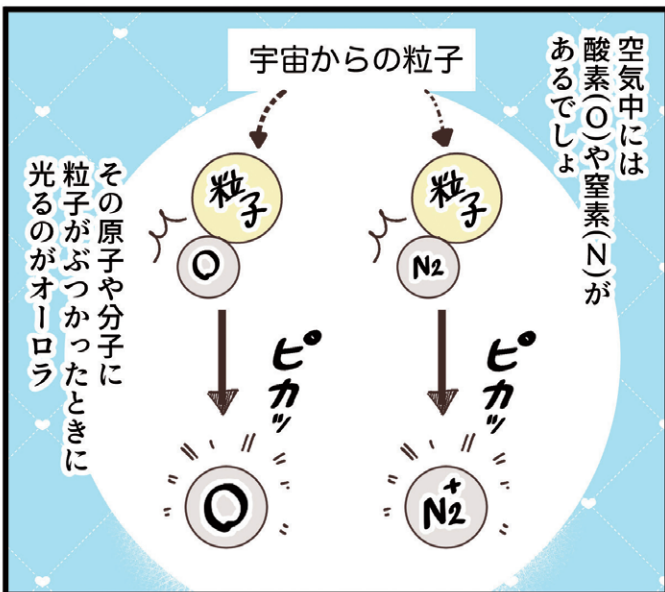 空気中には
酸素(O)や窒素(N)が
あるでしょ
宇宙からの粒子
粒子
N2
ピカッ
N2+
粒子
O
ピカッ
O
その原子や分子に
粒子がぶつかったときに
光るのがオーロラ